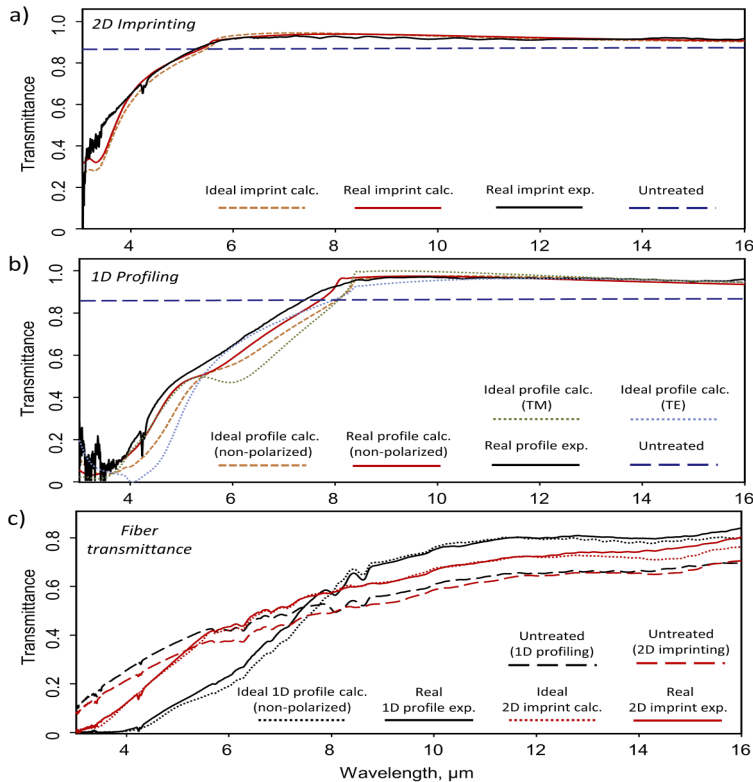 a)
2D Imprinting
1.0
0.8
0.6
0.4
0.2
0
Transmittance
Ideal imprint calc.
Real imprint calc.
Real imprint exp.
Untreated
4
6
8
10
12
14
16
b)
1D Profiling
1.0
0.8
0.6
0.4
0.2
0
Transmittance
Ideal profile calc.
(TM)
Ideal profile calc.
(TE)
Ideal profile calc.
(non-polarized)
Real profile calc.
(non-polarized)
Real profile exp.
Untreated
4
6
8
10
12
14
16
c)
Fiber
transmittance
0.8
0.6
0.4
0.2
0
Transmittance
Untreated
(1D profiling)
Untreated
(2D imprinting)
Ideal 1D profile calc.
(non-polarized)
Real
1D profile exp.
Ideal
2D imprint calc.
Real
2D imprint exp.
4
6
8
10
12
14
16
Wavelength, μm